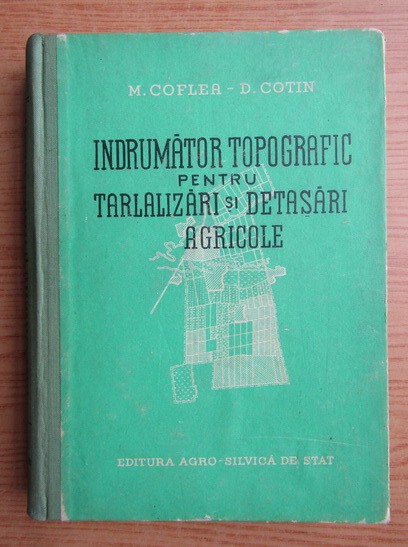 M. COFLEA - D. COTIN
INDRUMĂTOR TOPOGRAFIC
PENTRU
TARLALIZĂRI ȘI DETAȘĂRI
AGRICOLE
EDITURA AGRO-SILVICĂ DE STAT